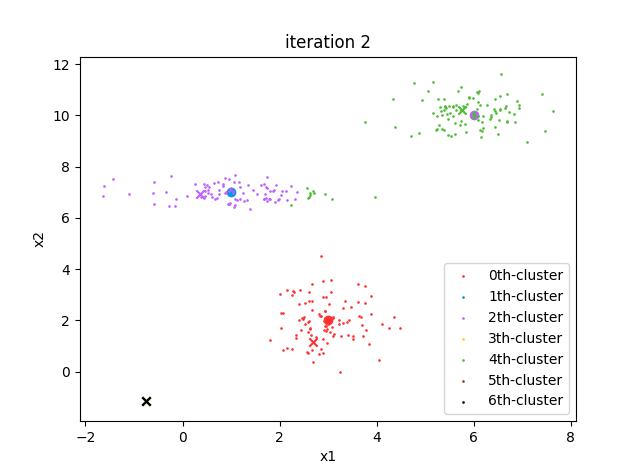 iteration 2
x2
12
10
8
6
4
2
0
−2
0
2
4
6
8
x1
0th-cluster
1th-cluster
2th-cluster
3th-cluster
4th-cluster
5th-cluster
6th-cluster